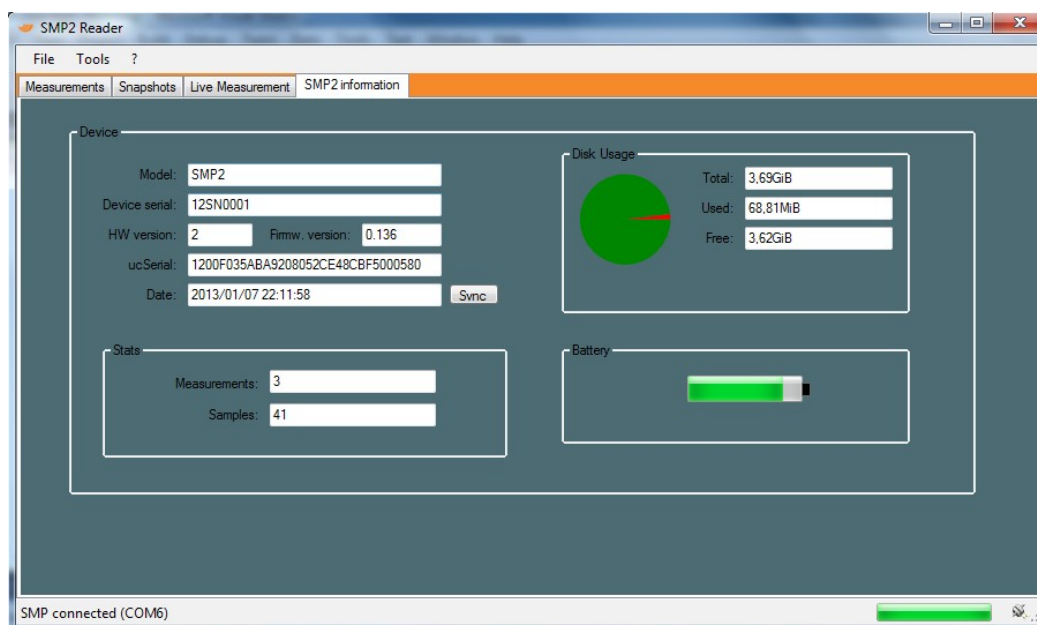 SMP2 Reader
File Tools ?
Measurements Snapshots Live Measurement SMP2 information
Device
Model: SMP2
Device serial: 12SN0001
HW version: 2 Firmw. version: 0.136
ucSerial: 1200F035ABA9208052CE48CBF5000580
Date: 2013/01/07 22:11:58 Sync
Disk Usage
Total: 3,69GiB
Used: 68,81MiB
Free: 3,62GiB
Stats
Measurements: 3
Samples: 41
Battery
SMP connected (COM6)